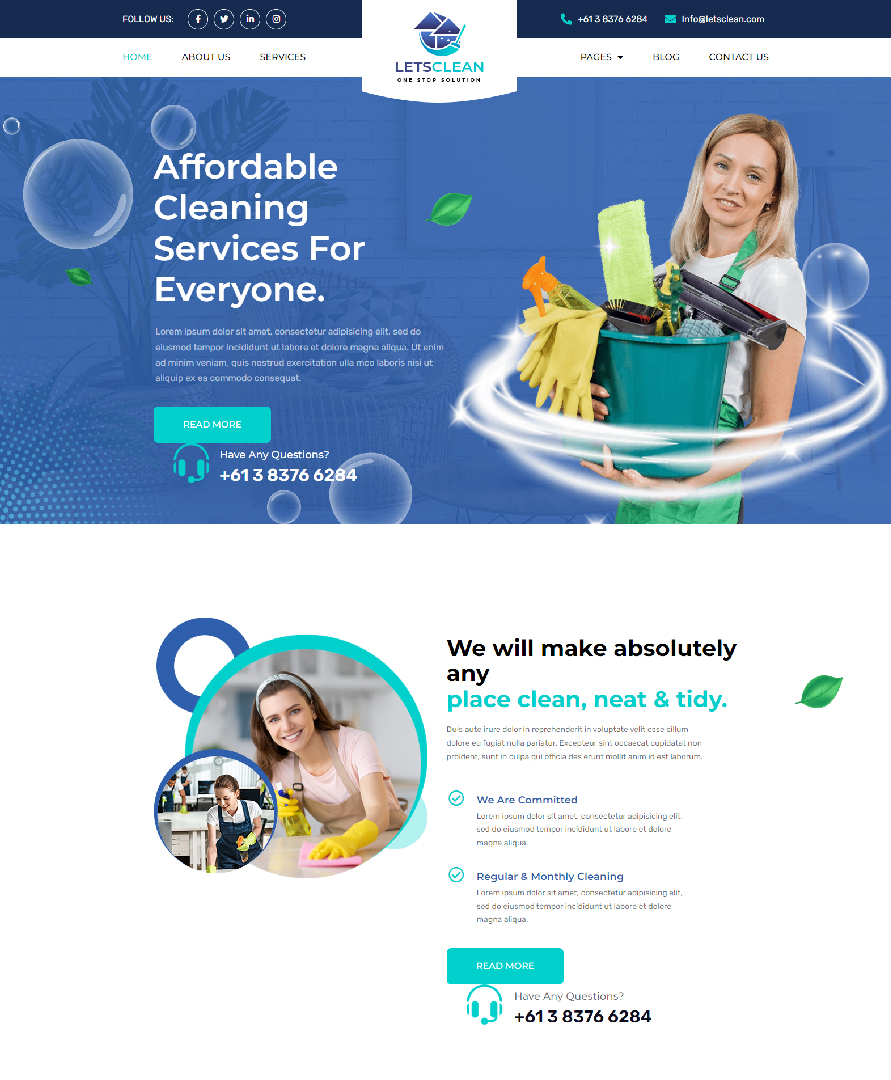 FOLLOW US:
+61 3 8376 6284
Info@letsclean.com
HOME
ABOUT US
SERVICES
LETSCLEAN
ONE STOP SOLUTION
PAGES
BLOG
CONTACT US
Affordable
Cleaning
Services For
Everyone.
Lorem ipsum dolor sit amet, consectetur adipisicing elit, sed do
eiusmod tempor incididunt ut labore et dolore magna aliqua. Ut enim
ad minim veniam, quis nostrud exercitation ulla mco laboris nisi ut
aliquip ex ea commodo consequat.
READ MORE
Have Any Questions?
+61 3 8376 6284
We will make absolutely
any
place clean, neat & tidy.
Duis aute irure dolor in reprehenderit in voluptate velit esse cillum
dolore eu fugiat nulla pariatur. Excepteur sint occaecat cupidatat non
proident, sunt in culpa qui officia des erunt mollit anim id est laborum.
We Are Committed
Lorem ipsum dolor sit amet, consectetur adipisicing elit,
sed do eiusmod tempor incididunt ut labore et dolore
magna aliqua.
Regular & Monthly Cleaning
Lorem ipsum dolor sit amet, consectetur adipisicing elit,
sed do eiusmod tempor incididunt ut labore et dolore
magna aliqua.
READ MORE
Have Any Questions?
+61 3 8376 6284